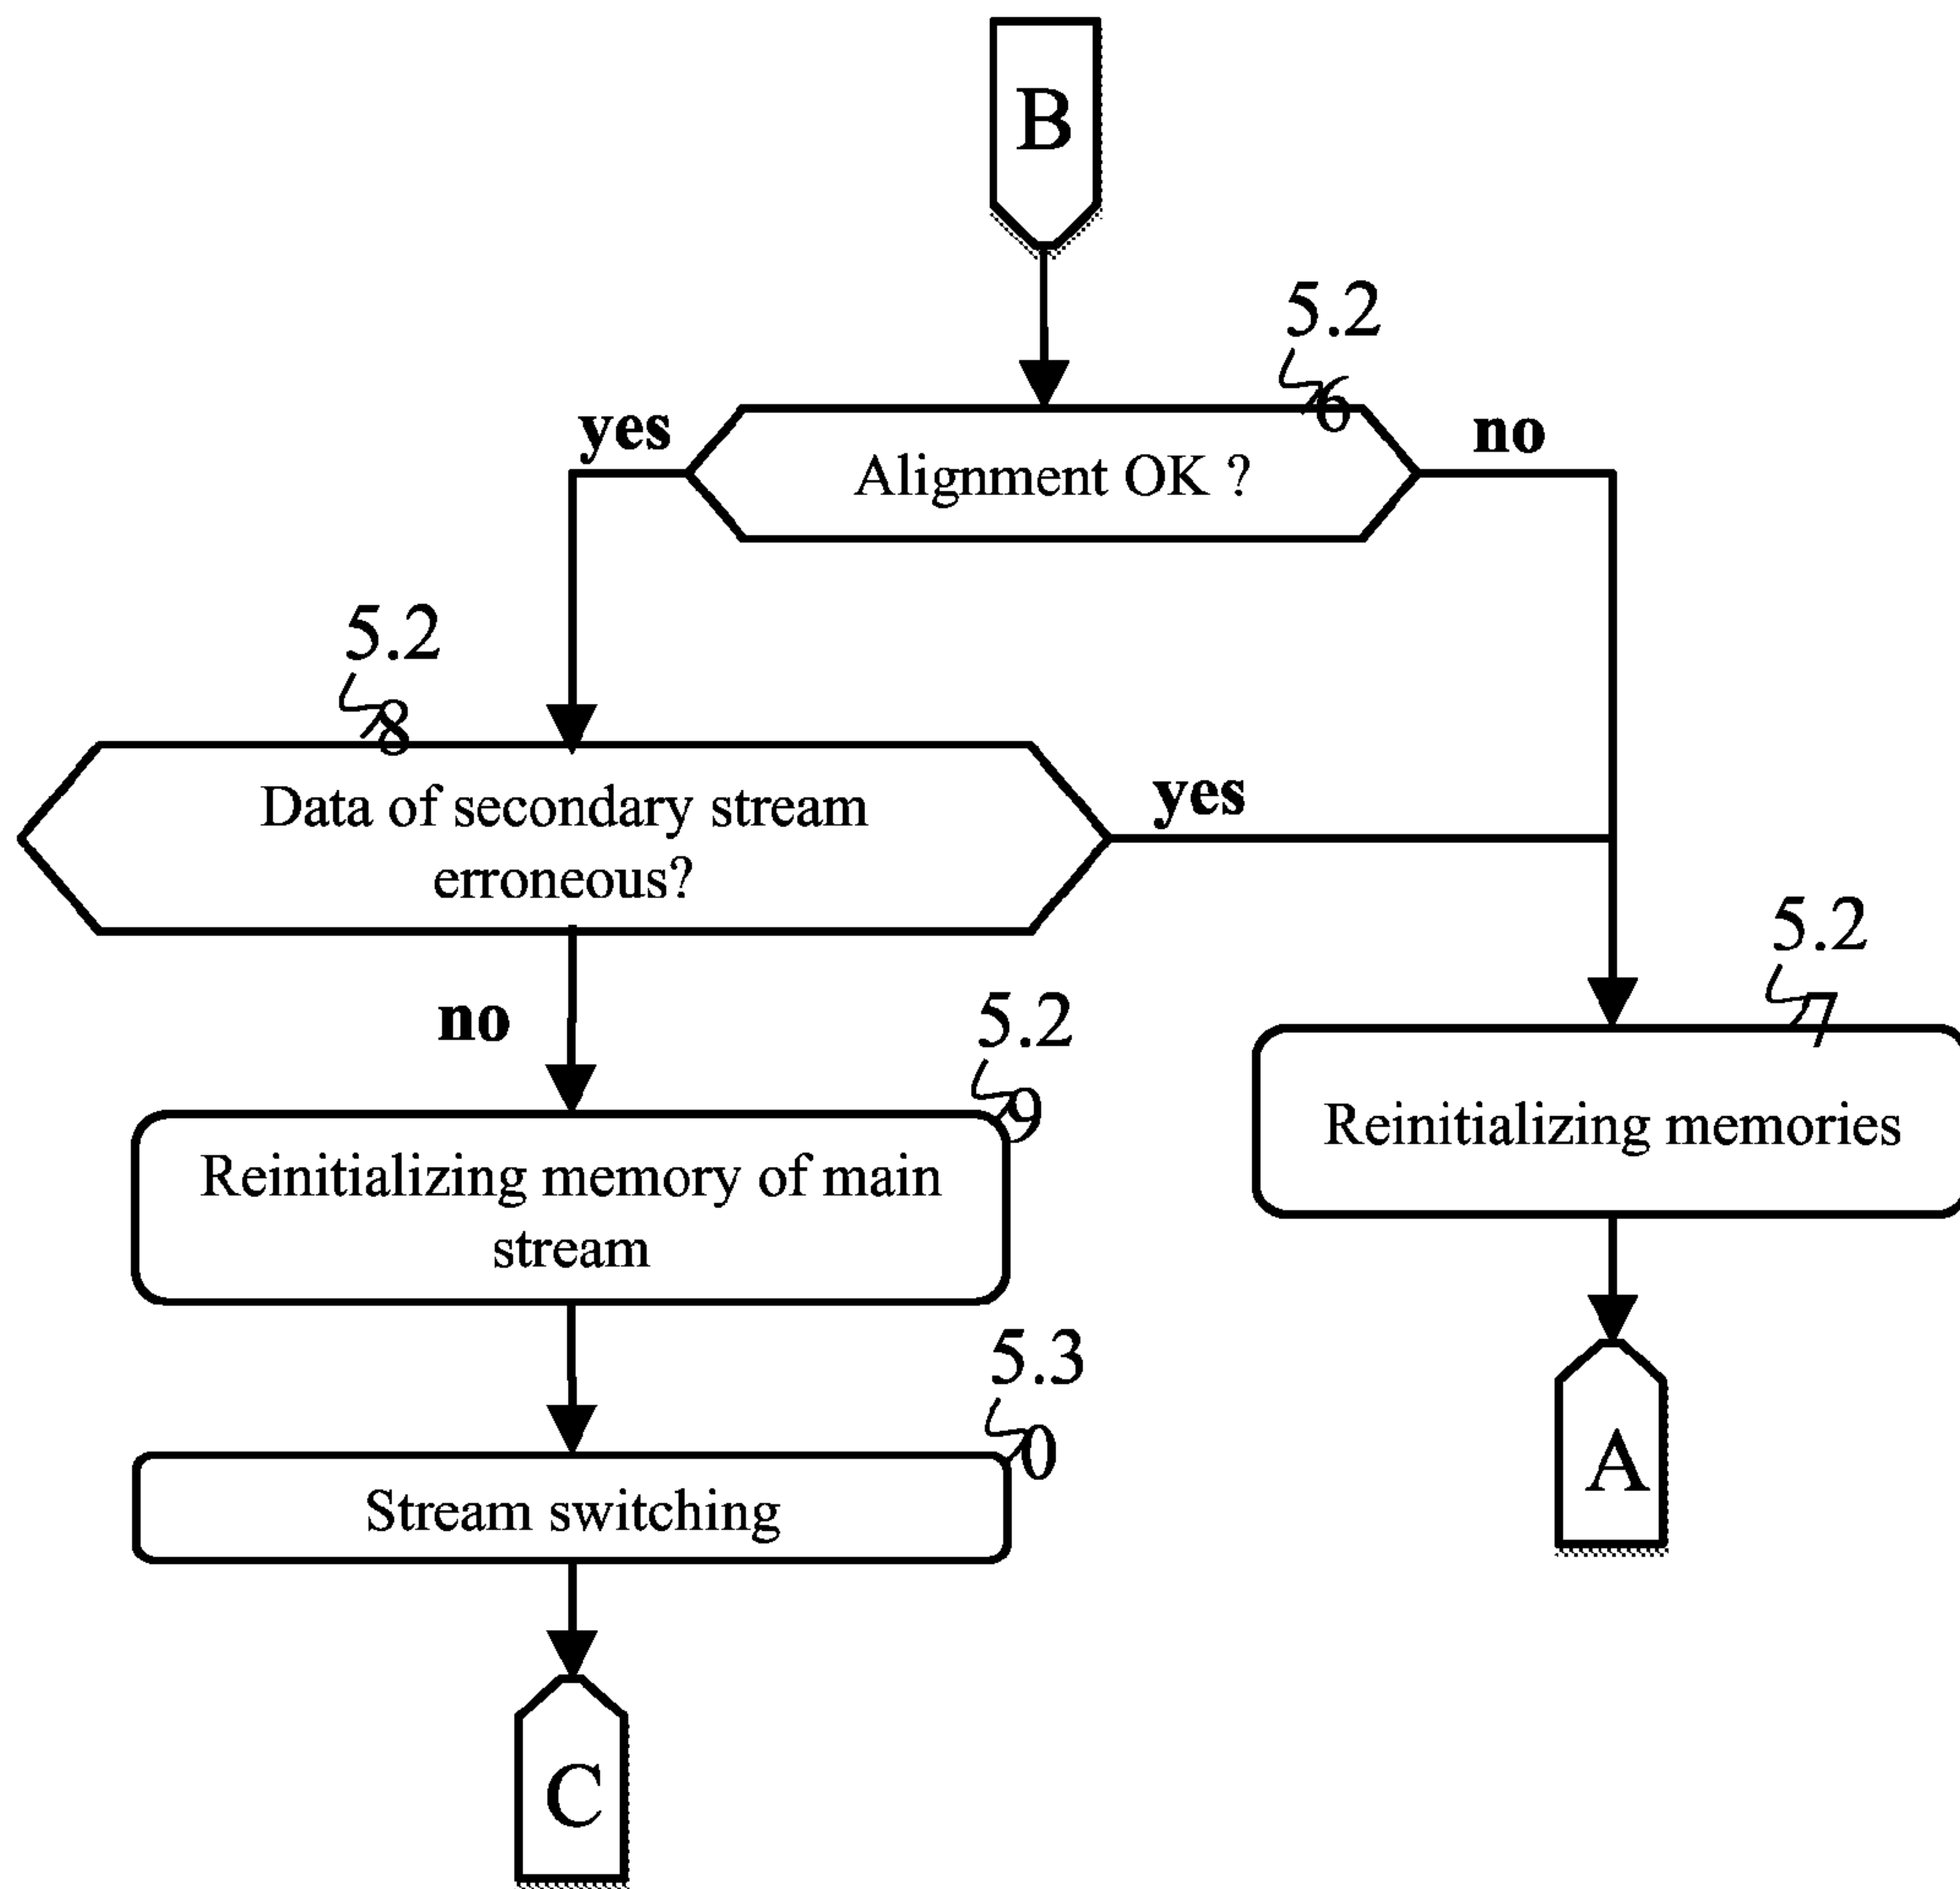 B
5.2
6
yes
no
Alignment OK ?
5.2
8
Data of secondary stream
erroneous?
yes
5.2
7
no
5.2
9
Reinitializing memories
Reinitializing memory of main
stream
5.3
0
Stream switching
A
C